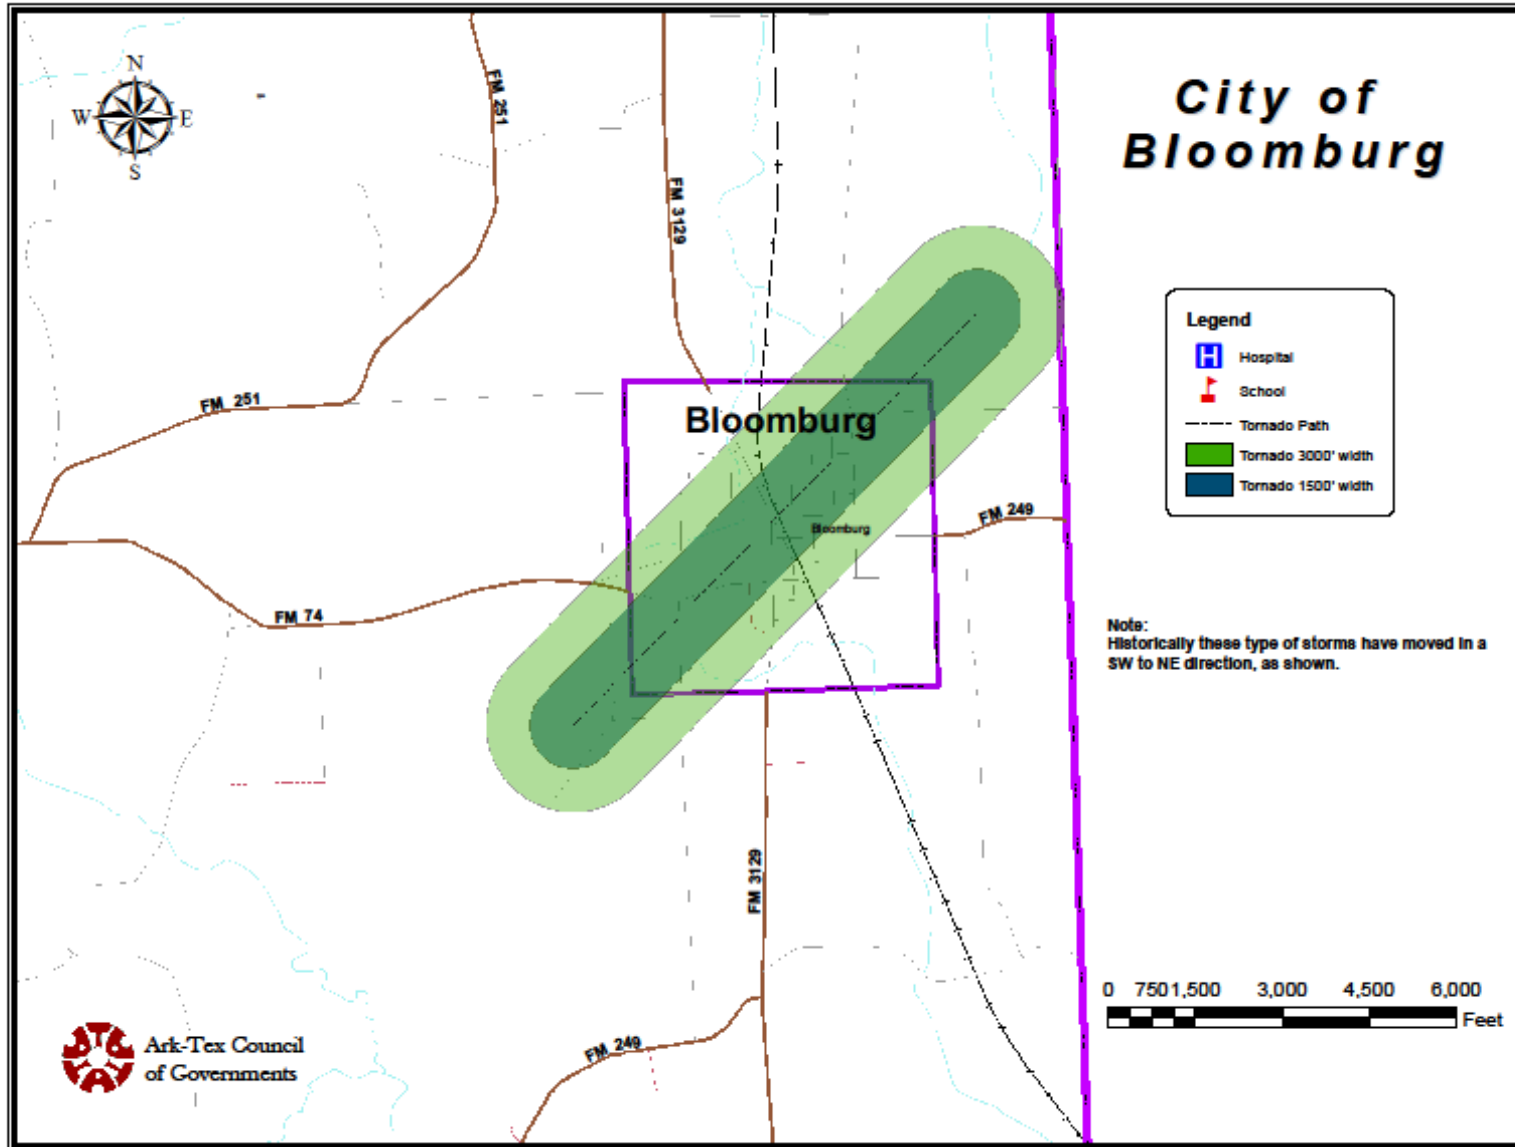 City of
Bloomburg
N
W
E
S
FM 251
FM 3129
FM 251
Bloomburg
Bloomburg
FM 249
FM 74
FM 3129
FM 249
Legend
H
Hospital
School
Tornado Path
Tornado 3000' width
Tornado 1500' width
Note:
Historically these type of storms have moved in a
SW to NE direction, as shown.
0 750 1,500 3,000 4,500 6,000
Feet
Ark-Tex Council
of Governments